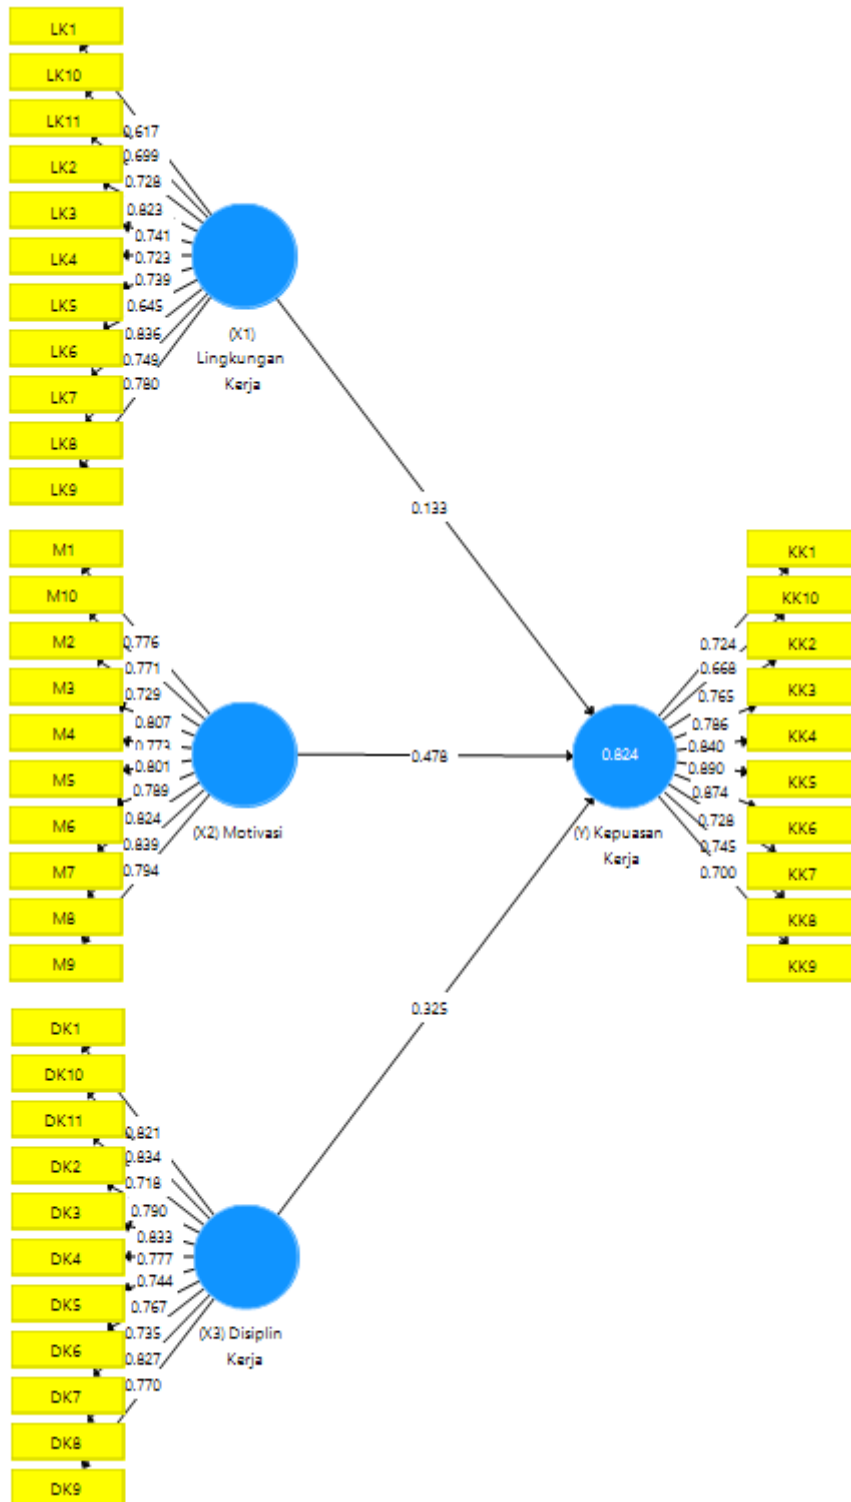 LK1
LK10
LK11
LK2
LK3
LK4
LK5
LK6
LK7
LK8
LK9
0.617
0.699
0.728
0.823
0.741
0.723
0.739
0.645
0.836
0.749
0.780
(X1)
Lingkungan
Kerja
0.133
M1
M10
M2
M3
M4
M5
M6
M7
M8
M9
0.776
0.771
0.729
0.807
0.773
0.801
0.789
0.824
0.839
0.794
(X2) Motivasi
0.478
DK1
DK10
DK11
DK2
DK3
DK4
DK5
DK6
DK7
DK8
DK9
0.821
0.834
0.718
0.790
0.833
0.777
0.744
0.767
0.735
0.827
0.770
(X3) Disiplin
Kerja
0.325
0.824
(Y) Kepuasan
Kerja
0.724
0.668
0.765
0.786
0.840
0.890
0.874
0.728
0.745
0.700
KK1
KK10
KK2
KK3
KK4
KK5
KK6
KK7
KK8
KK9